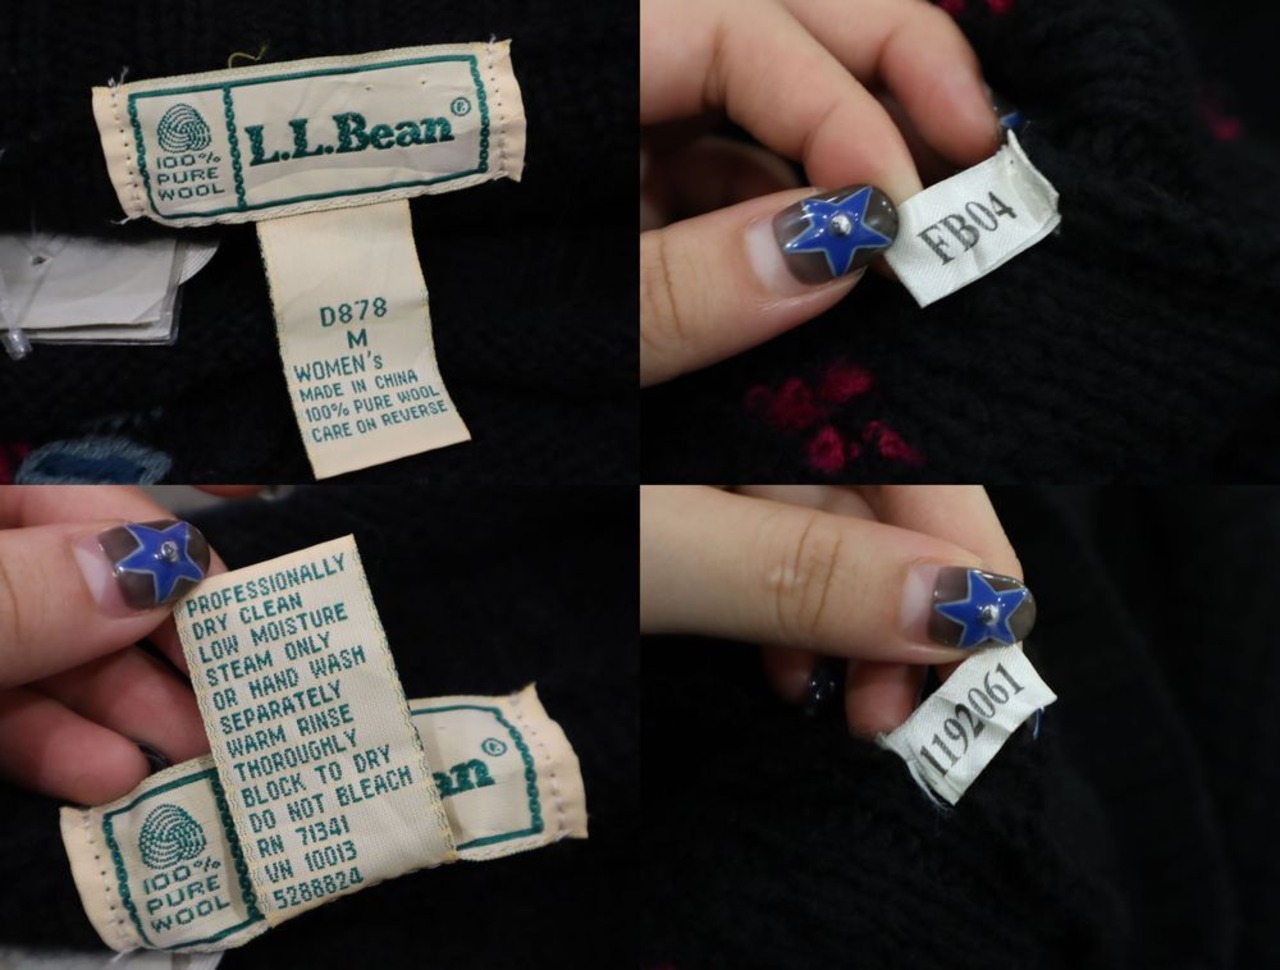 100%
PURE
WOOL
L.L.Bean®
D878
M
WOMEN's
MADE IN CHINA
100% PURE WOOL
CARE ON REVERSE
FB04
PROFESSIONALLY
DRY CLEAN
LOW MOISTURE
STEAM ONLY
OR HAND WASH
SEPARATELY
WARM RINSE
THOROUGHLY
BLOCK TO DRY
DO NOT BLEACH
RN 71341
VN 10013
5288824
100%
PURE
WOOL
an®
1192061